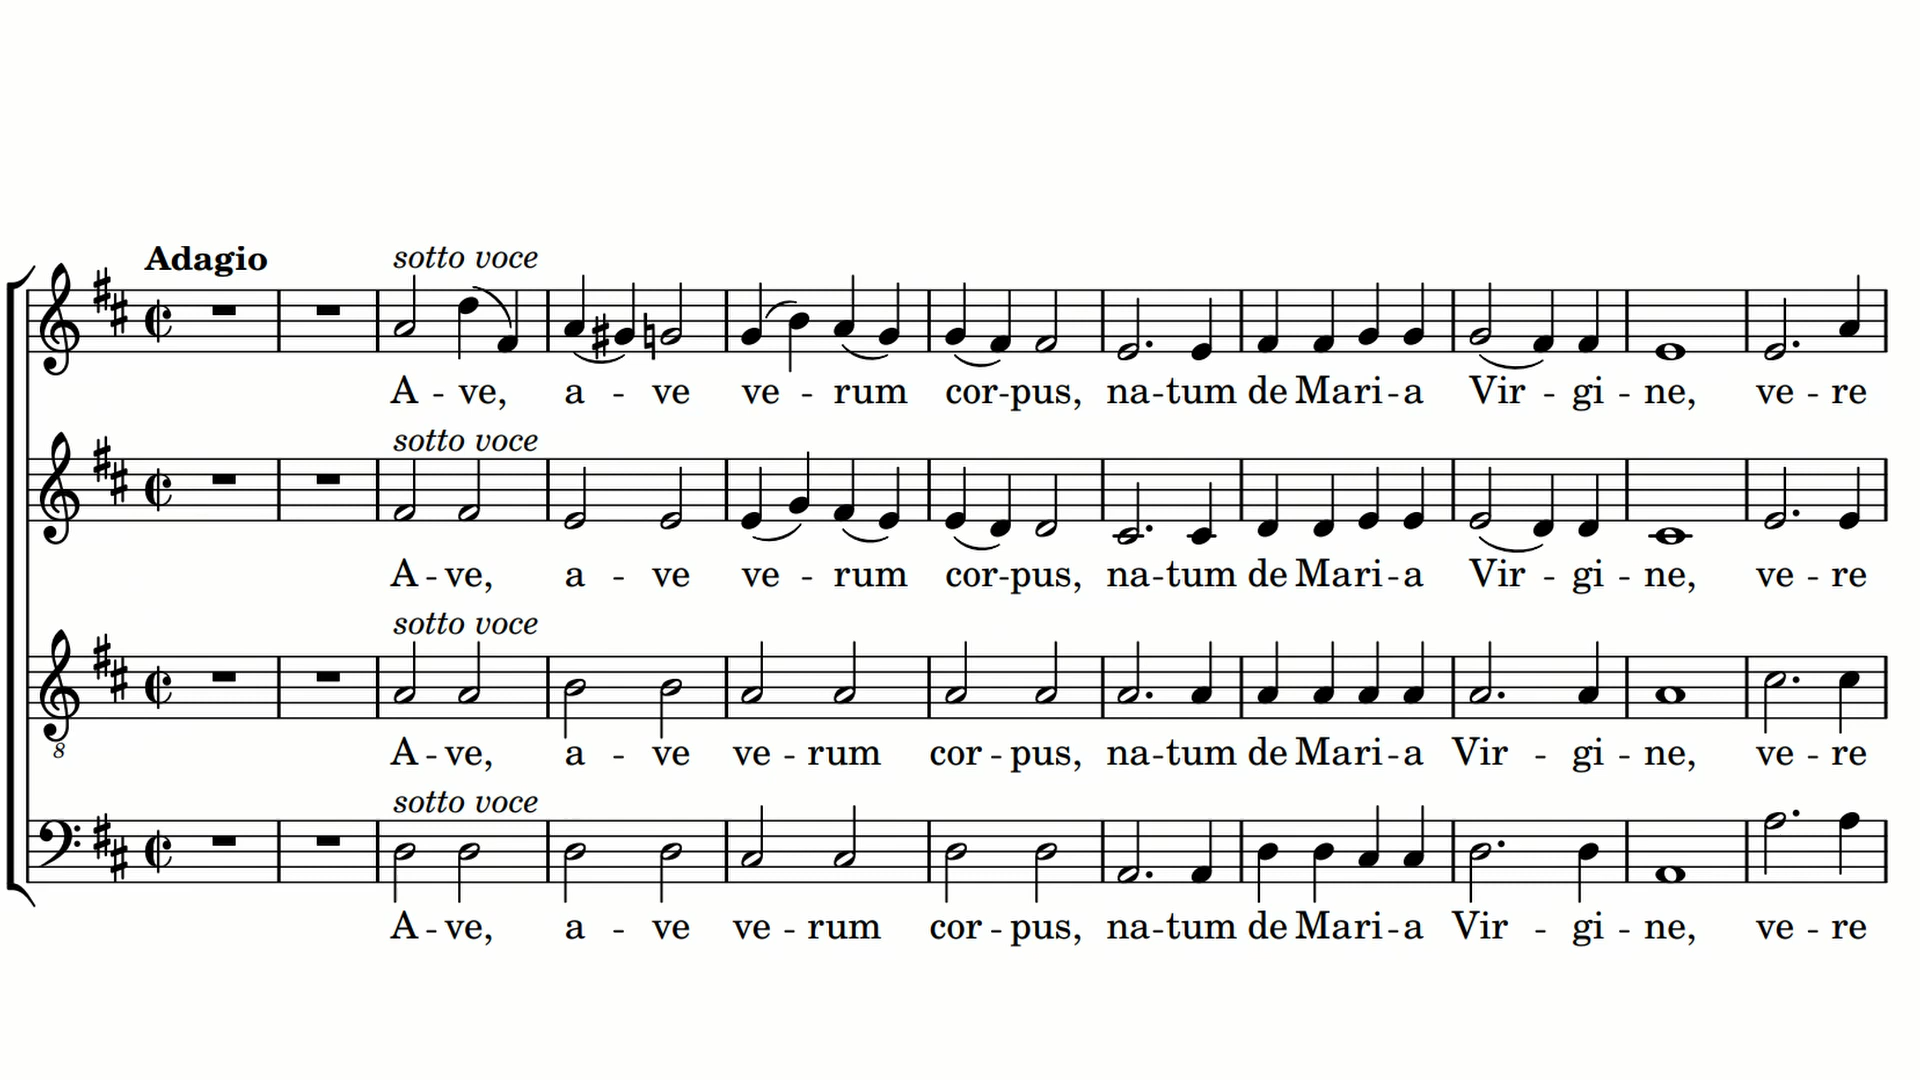 Adagio
sotto voce
A - ve, a - ve ve - rum cor-pus, na-tum de Mari-a Vir - gi - ne, ve - re
sotto voce
A - ve, a - ve ve - rum cor-pus, na-tum de Mari-a Vir - gi - ne, ve - re
sotto voce
8
A - ve, a - ve ve - rum cor - pus, na-tum de Mari-a Vir - gi - ne, ve - re
sotto voce
A - ve, a - ve ve - rum cor - pus, na-tum de Mari-a Vir - gi - ne, ve - re